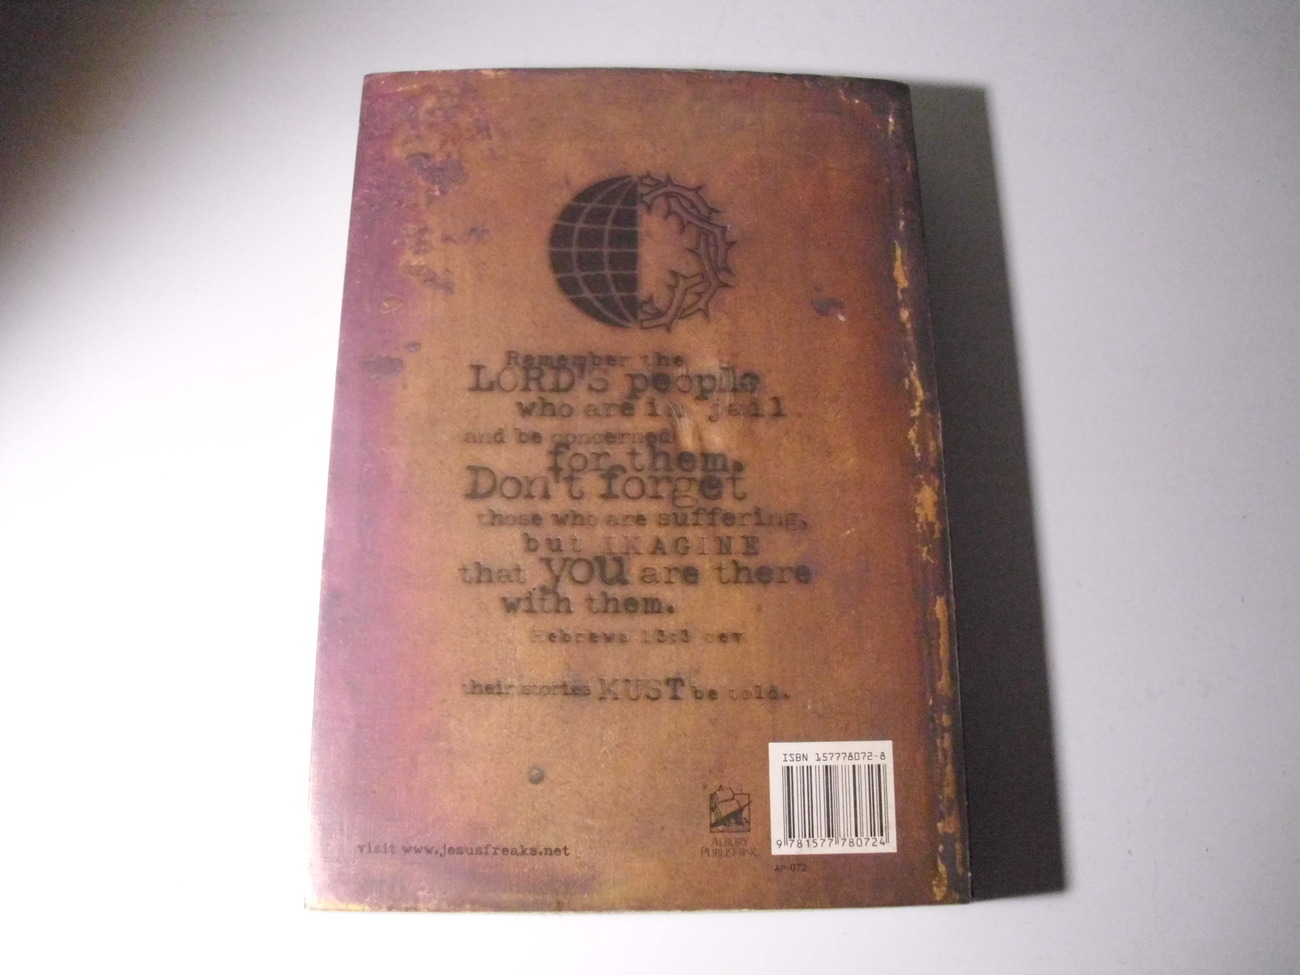 Remember the
LORD'S people
who are in jail
and be concerned
for them.
Don't forget
those who are suffering,
but IMAGINE
that you are there
with them.
Hebrews 13:3 cev
their stories MUST be told.
ISBN 157778072-8
9 781577 780724
ALBURY
PUBLISHING
AP-072
visit www.jesusfreaks.net